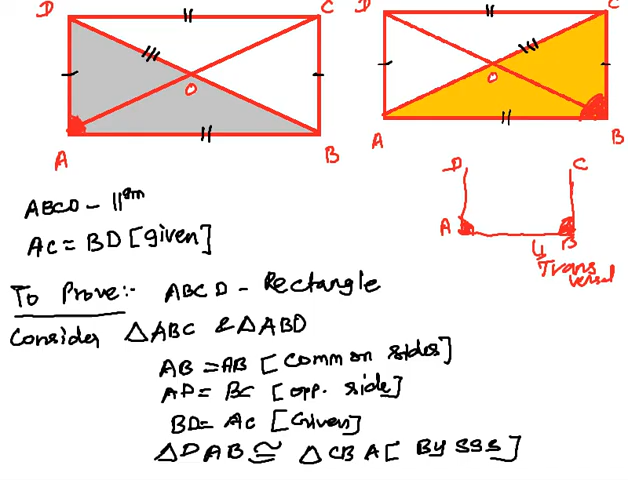 D C
D C
O
O
A B
A B
D C
A B
Transversal
ABCD - ||gm
AC = BD [Given]
To Prove:- ABCD - Rectangle
Consider △ABC & △ABD
AB = AB [Common sides]
AD = BC [opp. side]
BD = AC [Given]
△DAB ≅ △CBA [By SSS]